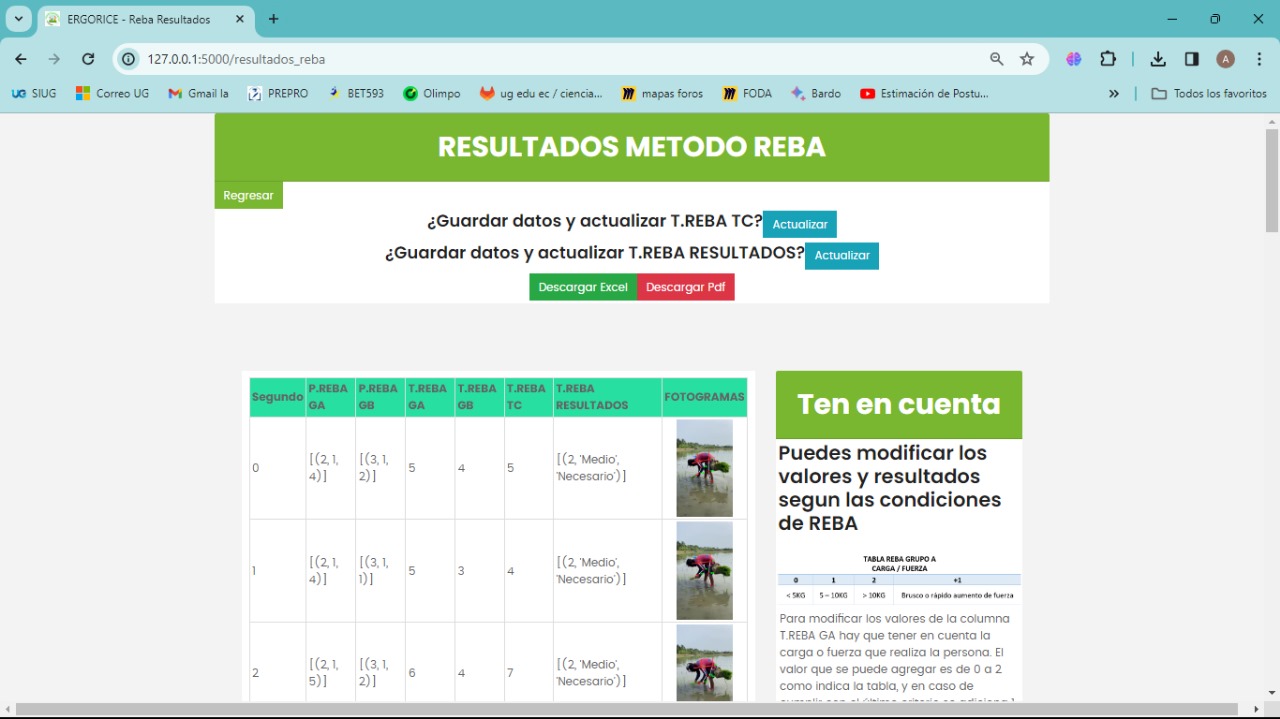 ERGORICE - Reba Resultados
127.0.0.1:5000/resultados_reba
A
UG SIUG
Correo UG
Gmail la
PREPRO
BET593
Olimpo
ug edu ec / ciencia...
mapas foros
FODA
Bardo
Estimación de Postu...
»
Todos los favoritos
RESULTADOS METODO REBA
Regresar
¿Guardar datos y actualizar T.REBA TC? Actualizar
¿Guardar datos y actualizar T.REBA RESULTADOS? Actualizar
Descargar Excel Descargar Pdf
Segundo P.REBA GA P.REBA GB T.REBA GA T.REBA GB T.REBA TC T.REBA RESULTADOS FOTOGRAMAS
0 [(2, 1, 4)] [(3, 1, 2)] 5 4 5 [(2, 'Medio', 'Necesario')]
1 [(2, 1, 4)] [(3, 1, 1)] 5 3 4 [(2, 'Medio', 'Necesario')]
2 [(2, 1, 5)] [(3, 1, 2)] 6 4 7 [(2, 'Medio', 'Necesario')]
Ten en cuenta
Puedes modificar los
valores y resultados
segun las condiciones
de REBA
TABLA REBA GRUPO A
CARGA / FUERZA
0 1 2 +1
< 5KG 5 – 10KG > 10KG Brusco o rápido aumento de fuerza
Para modificar los valores de la columna
T.REBA GA hay que tener en cuenta la
carga o fuerza que realiza la persona. El
valor que se puede agregar es de 0 a 2
como indica la tabla, y en caso de